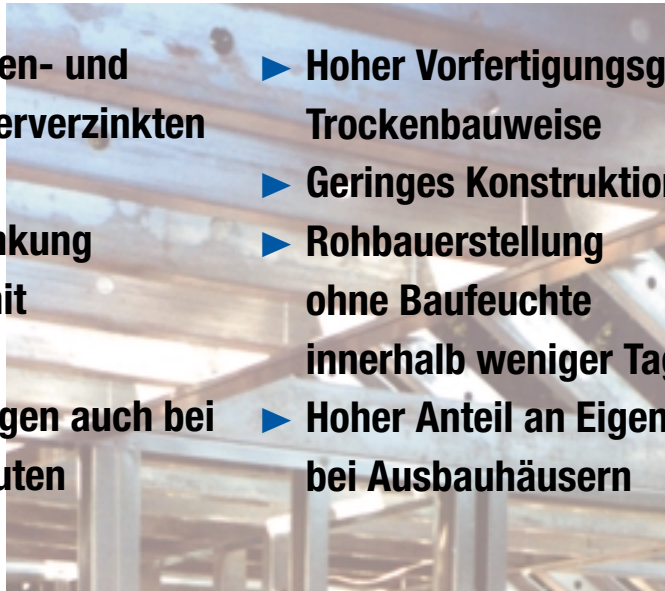 en- und
erverzinkten
nkung
nit
gen auch bei
uten
► Hoher Vorfertigungsg
Trockenbauweise
► Geringes Konstruktion
► Rohbauerstellung
ohne Baufeuchte
innerhalb weniger Tag
► Hoher Anteil an Eigen
bei Ausbauhäusern